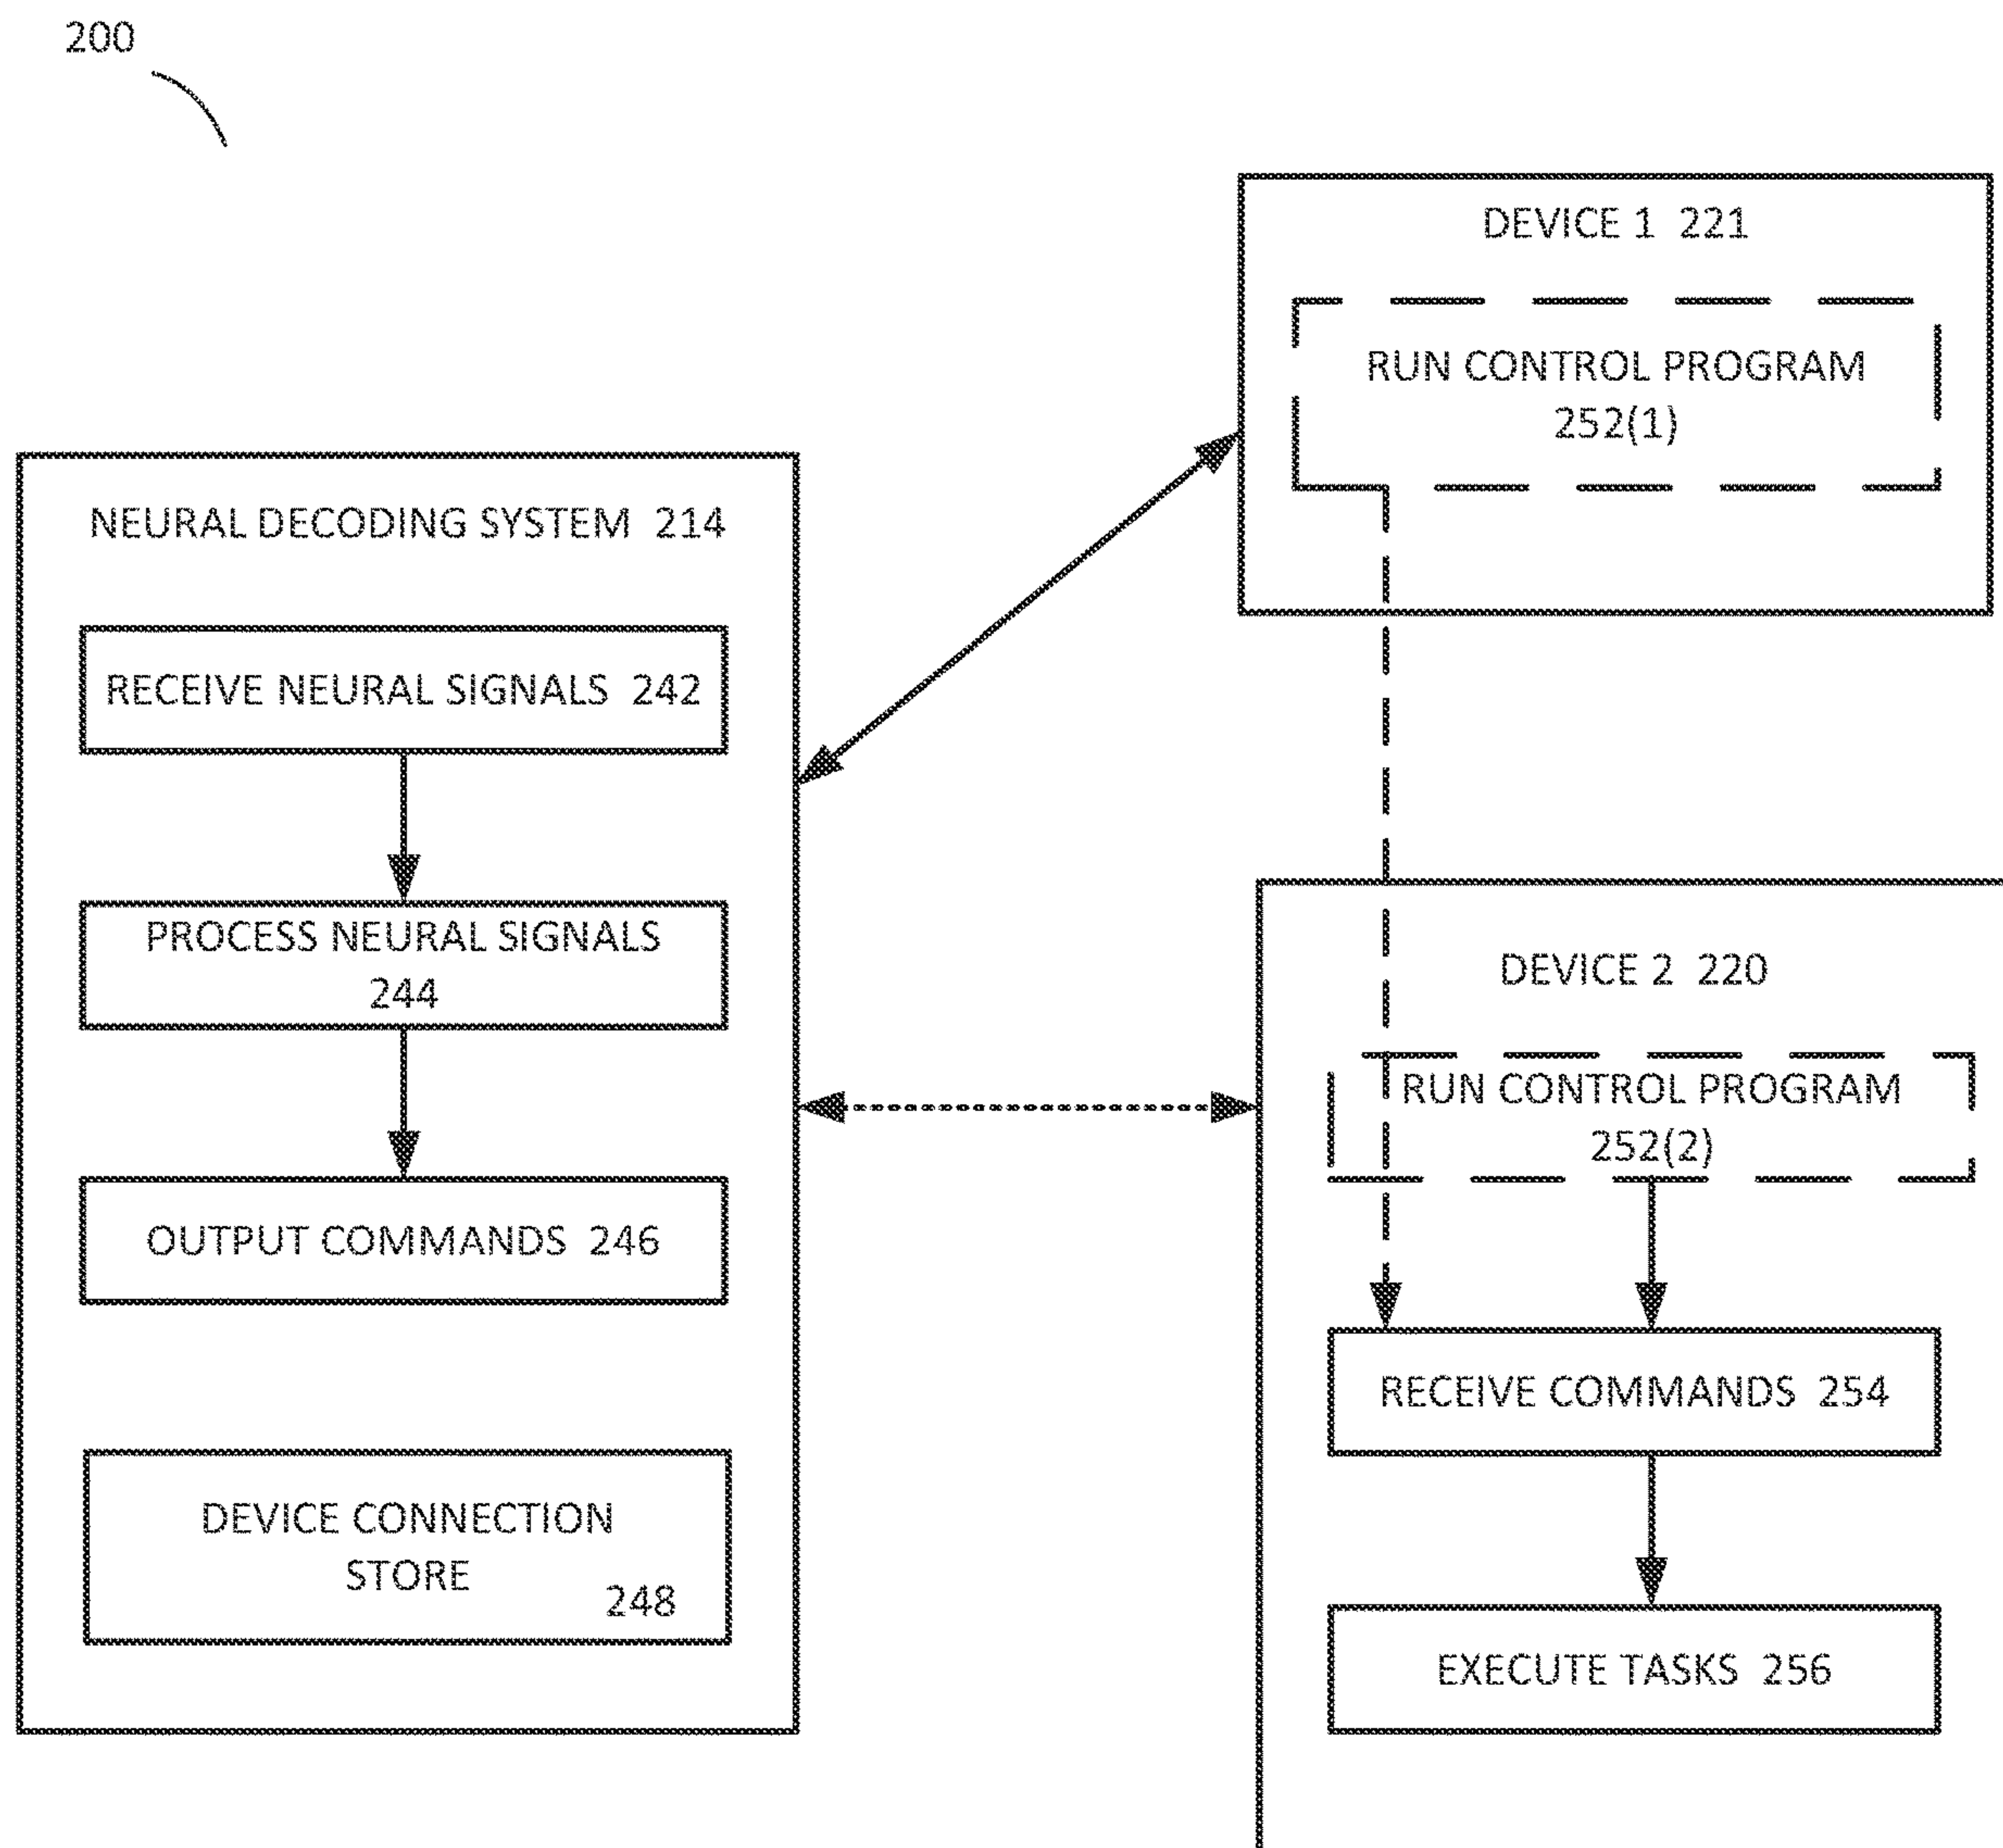 200
DEVICE 1 221
RUN CONTROL PROGRAM
252(1)
NEURAL DECODING SYSTEM 214
RECEIVE NEURAL SIGNALS 242
PROCESS NEURAL SIGNALS
244
OUTPUT COMMANDS 246
DEVICE CONNECTION
STORE
248
DEVICE 2 220
RUN CONTROL PROGRAM
252(2)
RECEIVE COMMANDS 254
EXECUTE TASKS 256